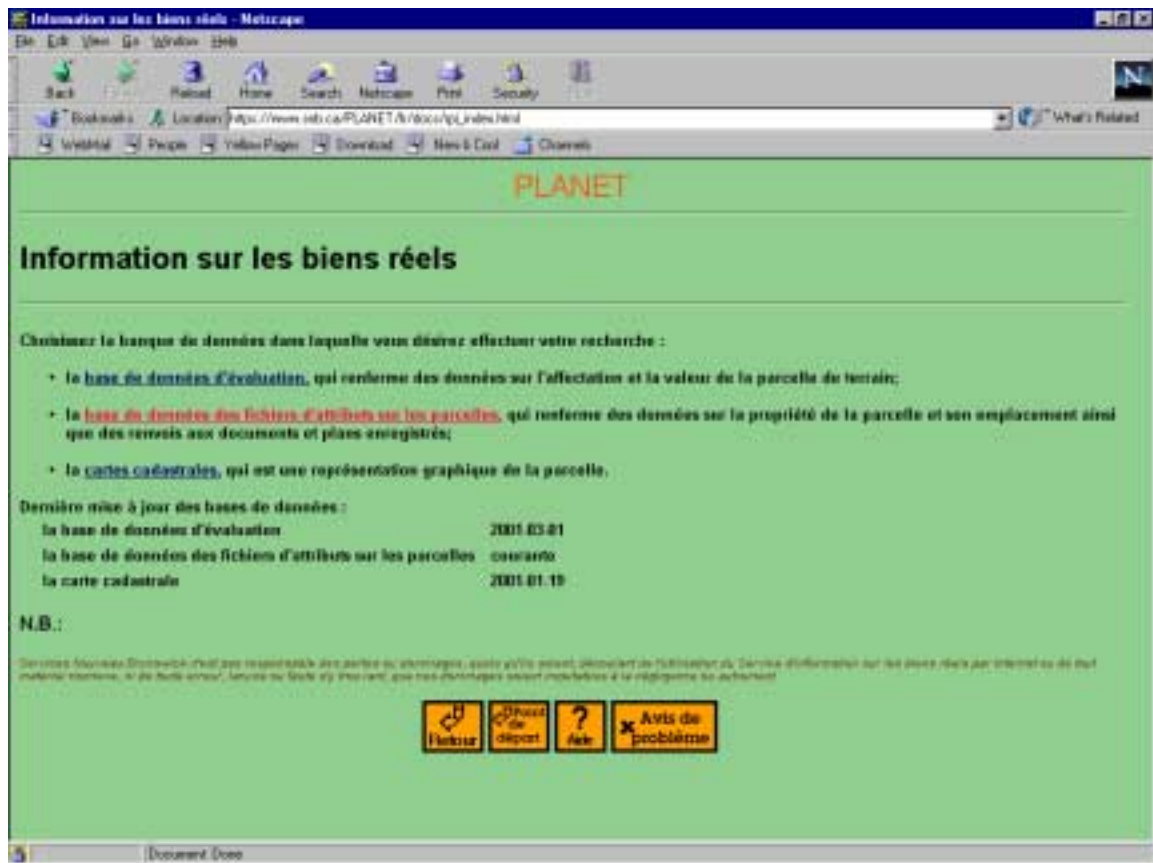 Information sur les biens réels - Netscape
File Edit View Go Window Help
Back Reload Home Search Netscape Print Security
Bookmarks Location: What's Related
WebMail People Yellow Pages Download New & Cool Channels
PLANET
Information sur les biens réels
Choisissez la banque de données dans laquelle vous désirez effectuer votre recherche :
• la base de données d'évaluation, qui renferme des données sur l'affectation et la valeur de la parcelle de terrain;
• la base de données des fichiers d'attributs sur les parcelles, qui renferme des données sur la propriété de la parcelle et son emplacement ainsi
que des renvois aux documents et plans enregistrés;
• la cartes cadastrales, qui est une représentation graphique de la parcelle.
Dernière mise à jour des bases de données :
la base de données d'évaluation 2001-03-01
la base de données des fichiers d'attributs sur les parcelles courante
la carte cadastrale 2001-01-19
N.B.:
Retour
Point de départ
? Aide
Avis de problème
Document: Done